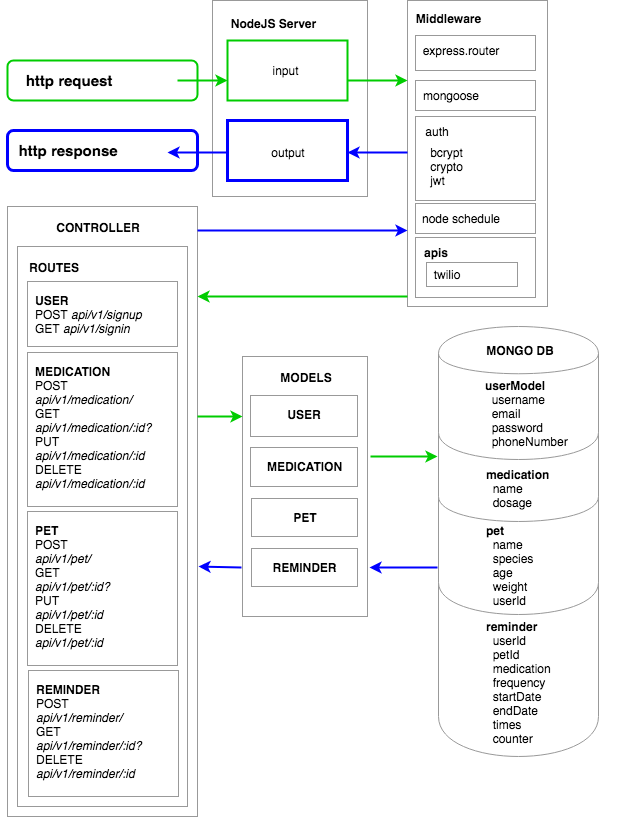 NodeJS Server
http request
input
http response
output
Middleware
express.router
mongoose
auth
bcrypt
crypto
jwt
node schedule
apis
twilio
CONTROLLER
ROUTES
USER
POST api/v1/signup
GET api/v1/signin
MEDICATION
POST
api/v1/medication/
GET
api/v1/medication/:id?
PUT
api/v1/medication/:id
DELETE
api/v1/medication/:id
PET
POST
api/v1/pet/
GET
api/v1/pet/:id?
PUT
api/v1/pet/:id
DELETE
api/v1/pet/:id
REMINDER
POST
api/v1/reminder/
GET
api/v1/reminder/:id?
DELETE
api/v1/reminder/:id
MODELS
USER
MEDICATION
PET
REMINDER
MONGO DB
userModel
username
email
password
phoneNumber
medication
name
dosage
pet
name
species
age
weight
userId
reminder
userId
petId
medication
frequency
startDate
endDate
times
counter